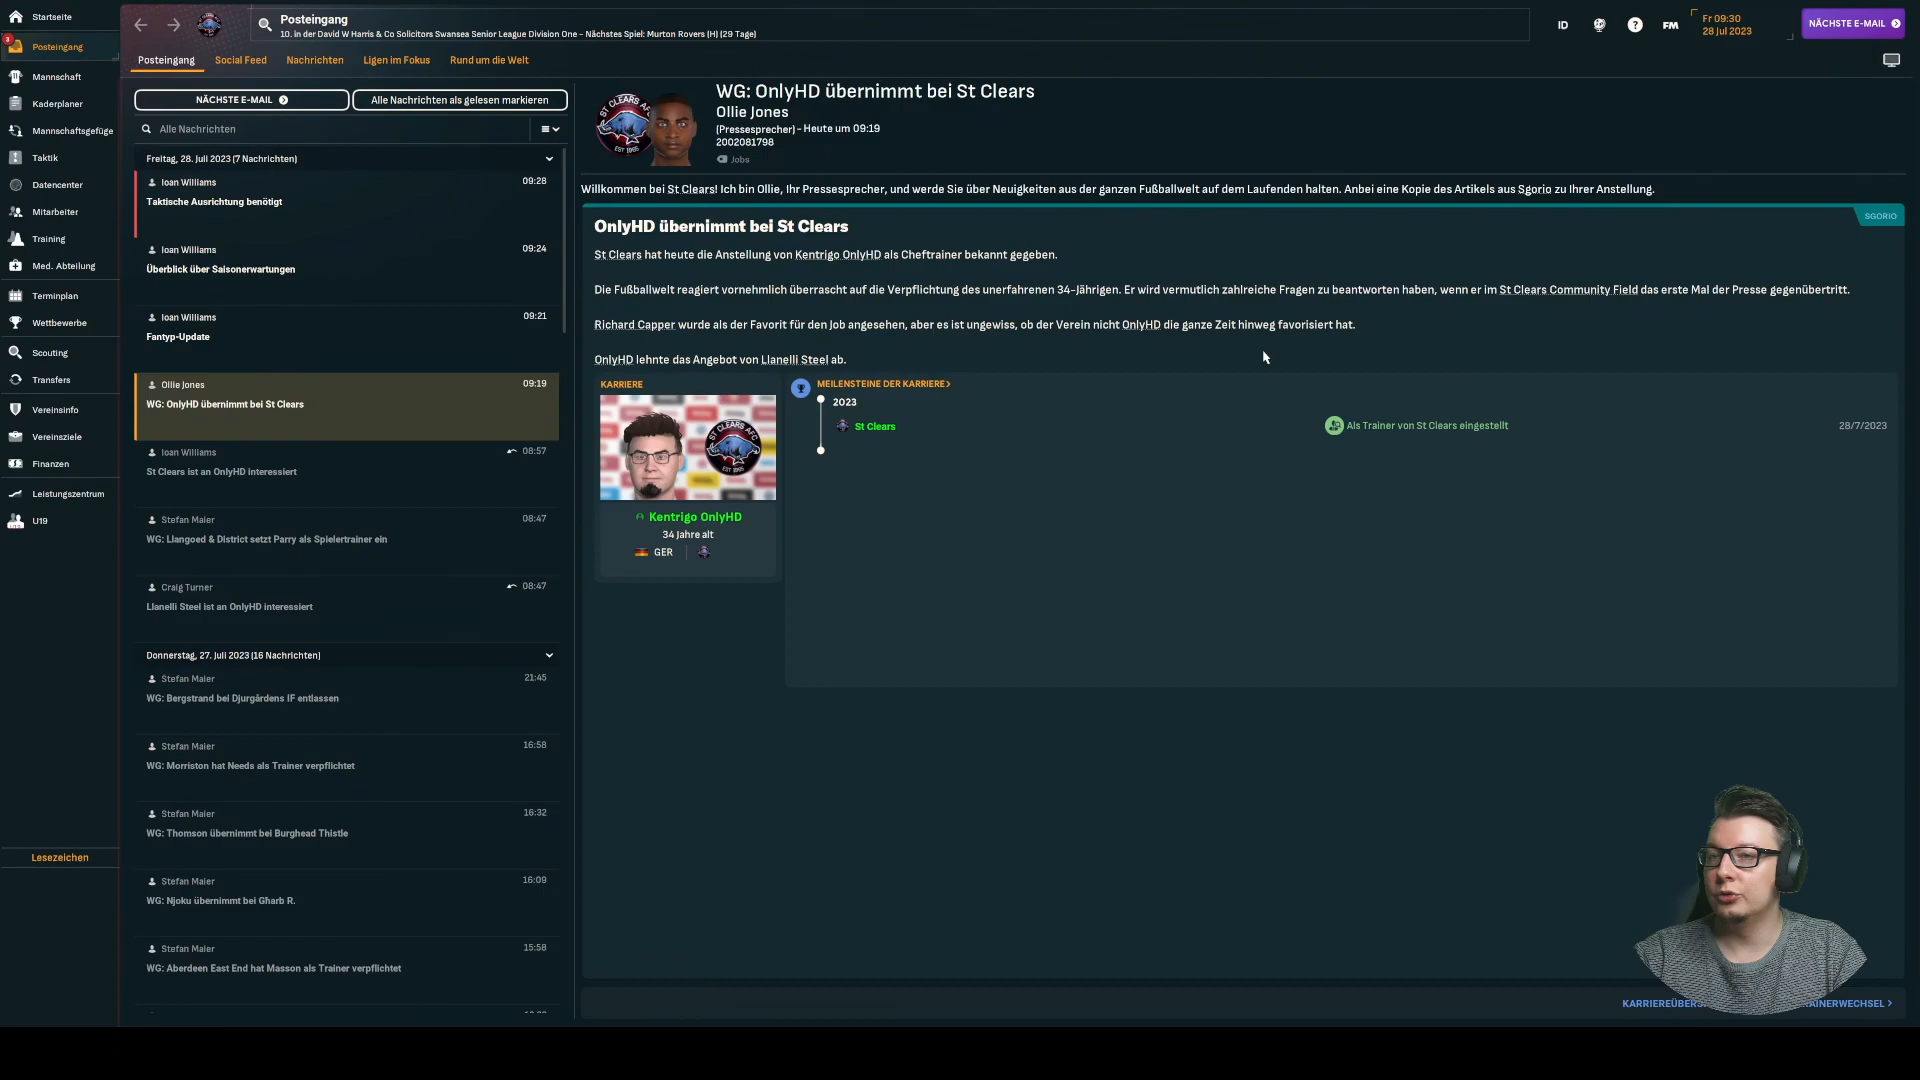 Startseite
3
Posteingang
Mannschaft
Kaderplaner
Mannschaftsgefüge
Taktik
Datencenter
Mitarbeiter
Training
Med. Abteilung
Terminplan
Wettbewerbe
Scouting
Transfers
Vereinsinfo
Vereinsziele
Finanzen
Leistungszentrum
U19
Lesezeichen
Posteingang
10. in der David W Harris & Co Solicitors Swansea Senior League Division One - Nächstes Spiel: Murton Rovers (H) (29 Tage)
ID
?
FM
Fr 09:30
28 Jul 2023
NÄCHSTE E-MAIL
Posteingang Social Feed Nachrichten Ligen im Fokus Rund um die Welt
NÄCHSTE E-MAIL
Alle Nachrichten als gelesen markieren
Alle Nachrichten
Freitag, 28. Juli 2023 (7 Nachrichten)
Ioan Williams 09:28
Taktische Ausrichtung benötigt
Ioan Williams 09:24
Überblick über Saisonerwartungen
Ioan Williams 09:21
Fantyp-Update
Ollie Jones 09:19
WG: OnlyHD übernimmt bei St Clears
Ioan Williams 08:57
St Clears ist an OnlyHD interessiert
Stefan Maier 08:47
WG: Llangoed & District setzt Parry als Spielertrainer ein
Craig Turner 08:47
Llanelli Steel ist an OnlyHD interessiert
Donnerstag, 27. Juli 2023 (16 Nachrichten)
Stefan Maier 21:45
WG: Bergstrand bei Djurgårdens IF entlassen
Stefan Maier 16:58
WG: Morriston hat Needs als Trainer verpflichtet
Stefan Maier 16:32
WG: Thomson übernimmt bei Burghead Thistle
Stefan Maier 16:09
WG: Njoku übernimmt bei Għarb R.
Stefan Maier 15:58
WG: Aberdeen East End hat Masson als Trainer verpflichtet
ST CLEARS AFC
WG: OnlyHD übernimmt bei St Clears
Ollie Jones
(Pressesprecher) - Heute um 09:19
2002081798
Jobs
Willkommen bei St Clears! Ich bin Ollie, Ihr Pressesprecher, und werde Sie über Neuigkeiten aus der ganzen Fußballwelt auf dem Laufenden halten. Anbei eine Kopie des Artikels aus Sgorio zu Ihrer Anstellung.
SGORIO
OnlyHD übernimmt bei St Clears
St Clears hat heute die Anstellung von Kentrigo OnlyHD als Cheftrainer bekannt gegeben.
Die Fußballwelt reagiert vornehmlich überrascht auf die Verpflichtung des unerfahrenen 34-Jährigen. Er wird vermutlich zahlreiche Fragen zu beantworten haben, wenn er im St Clears Community Field das erste Mal der Presse gegenübertritt.
Richard Capper wurde als der Favorit für den Job angesehen, aber es ist ungewiss, ob der Verein nicht OnlyHD die ganze Zeit hinweg favorisiert hat.
OnlyHD lehnte das Angebot von Llanelli Steel ab.
KARRIERE
ST CLEARS AFC
Kentrigo OnlyHD
34 Jahre alt
GER
MEILENSTEINE DER KARRIERE
2023
St Clears
Als Trainer von St Clears eingestellt
28/7/2023